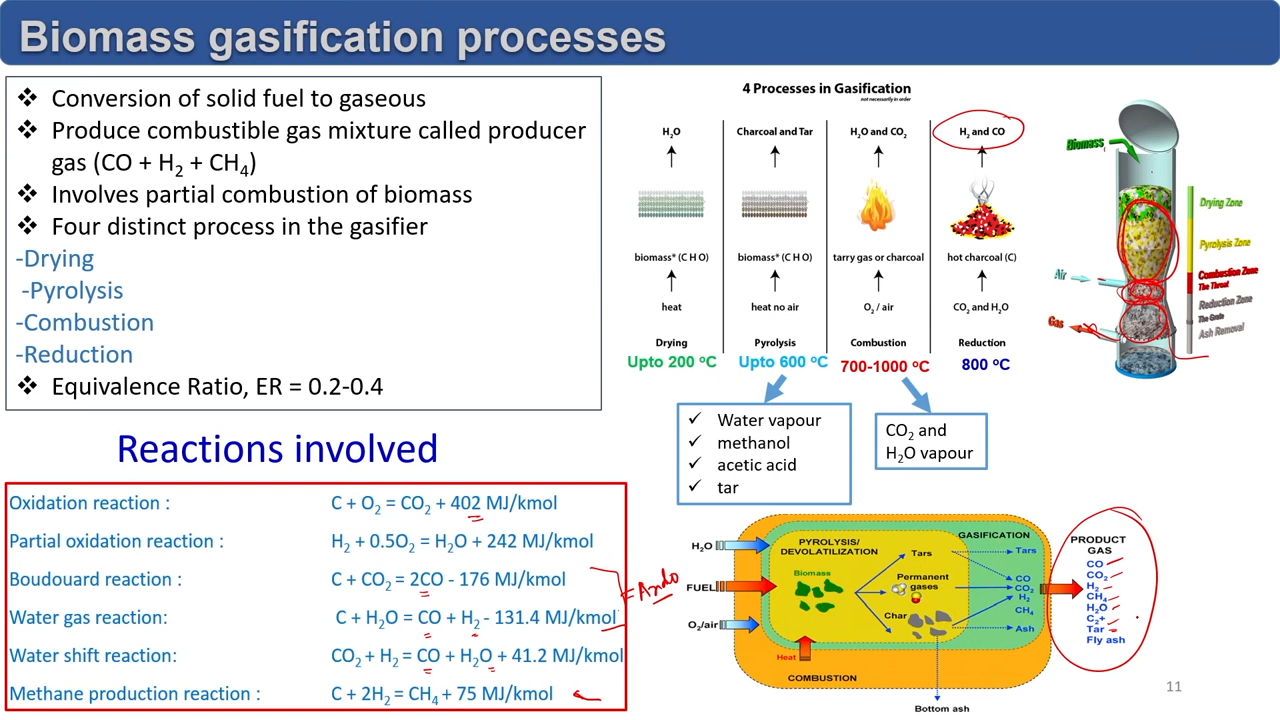 Biomass gasification processes
❖ Conversion of solid fuel to gaseous
❖ Produce combustible gas mixture called producer
gas (CO + H₂ + CH₄)
❖ Involves partial combustion of biomass
❖ Four distinct process in the gasifier
-Drying
-Pyrolysis
-Combustion
-Reduction
❖ Equivalence Ratio, ER = 0.2-0.4
Reactions involved
Oxidation reaction : C + O₂ = CO₂ + 402 MJ/kmol
Partial oxidation reaction : H₂ + 0.5O₂ = H₂O + 242 MJ/kmol
Boudouard reaction : C + CO₂ = 2CO - 176 MJ/kmol
Water gas reaction: C + H₂O = CO + H₂ - 131.4 MJ/kmol
Water shift reaction: CO₂ + H₂ = CO + H₂O + 41.2 MJ/kmol
Methane production reaction : C + 2H₂ = CH₄ + 75 MJ/kmol
4 Processes in Gasification
not necessarily in order
H₂O Charcoal and Tar H₂O and CO₂ H₂ and CO
biomass* (C H O) biomass* (C H O) tarry gas or charcoal hot charcoal (C)
heat heat no air O₂ / air CO₂ and H₂O
Drying Pyrolysis Combustion Reduction
Upto 200 ºC Upto 600 ºC 700-1000 ºC 800 ºC
✓ Water vapour
✓ methanol
✓ acetic acid
✓ tar
CO₂ and
H₂O vapour
Biomass
Air
Gas
Drying Zone
Pyrolysis Zone
Combustion Zone
The Throat
Reduction Zone
The Grate
Ash Removal
H₂O
FUEL
O₂/air
PYROLYSIS/
DEVOLATILIZATION
Biomass
Heat
Tars
Permanent
gases
Char
GASIFICATION
Tars
CO
CO₂
H₂
CH₄
Ash
COMBUSTION
Bottom ash
PRODUCT
GAS
CO
CO₂
H₂
CH₄
H₂O
C₂+
Tar
Fly ash
11